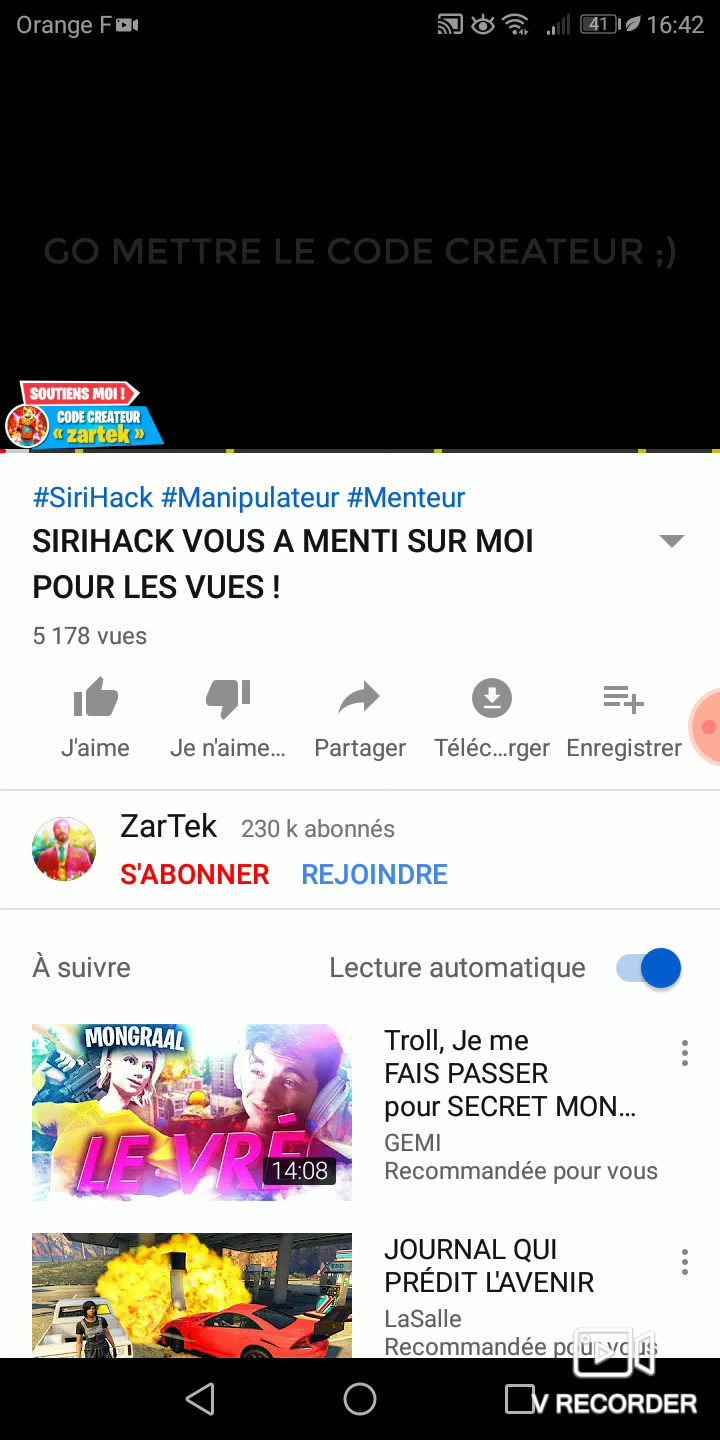 Orange F
41
16:42
GO METTRE LE CODE CREATEUR ;)
SOUTIENS MOI !
CODE CREATEUR
« zartek »
#SiriHack #Manipulateur #Menteur
SIRIHACK VOUS A MENTI SUR MOI
POUR LES VUES !
5 178 vues
J'aime
Je n'aime...
Partager
Téléc...rger
Enregistrer
ZarTek 230 k abonnés
S'ABONNER REJOINDRE
À suivre
Lecture automatique
MONGRAAL
LE VRÉ
14:08
Troll, Je me
FAIS PASSER
pour SECRET MON...
GEMI
Recommandée pour vous
JOURNAL QUI
PRÉDIT L'AVENIR
LaSalle
Recommandée pour vous
V RECORDER